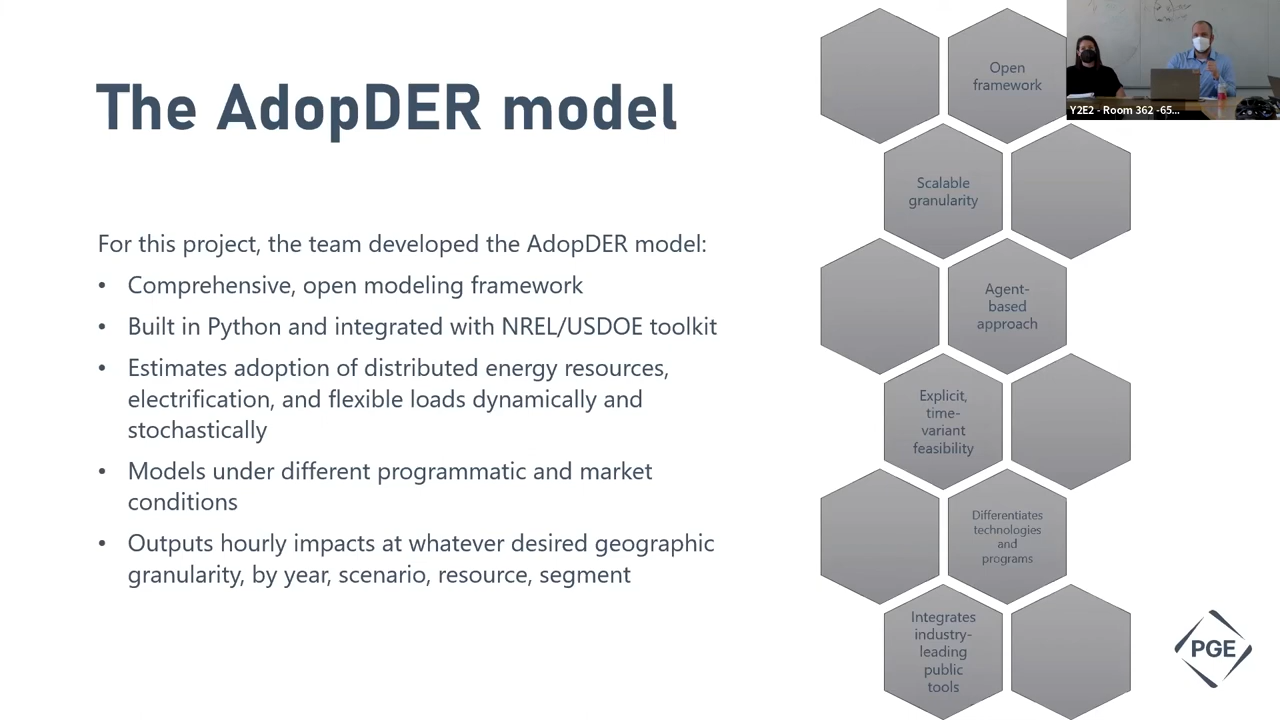 The AdopDER model
For this project, the team developed the AdopDER model:
• Comprehensive, open modeling framework
• Built in Python and integrated with NREL/USDOE toolkit
• Estimates adoption of distributed energy resources,
electrification, and flexible loads dynamically and
stochastically
• Models under different programmatic and market
conditions
• Outputs hourly impacts at whatever desired geographic
granularity, by year, scenario, resource, segment
Open
framework
Scalable
granularity
Agent-
based
approach
Explicit,
time-
variant
feasibility
Differentiates
technologies
and
programs
Integrates
industry-
leading
public
tools
Y2E2 - Room 362 -65...
PGE